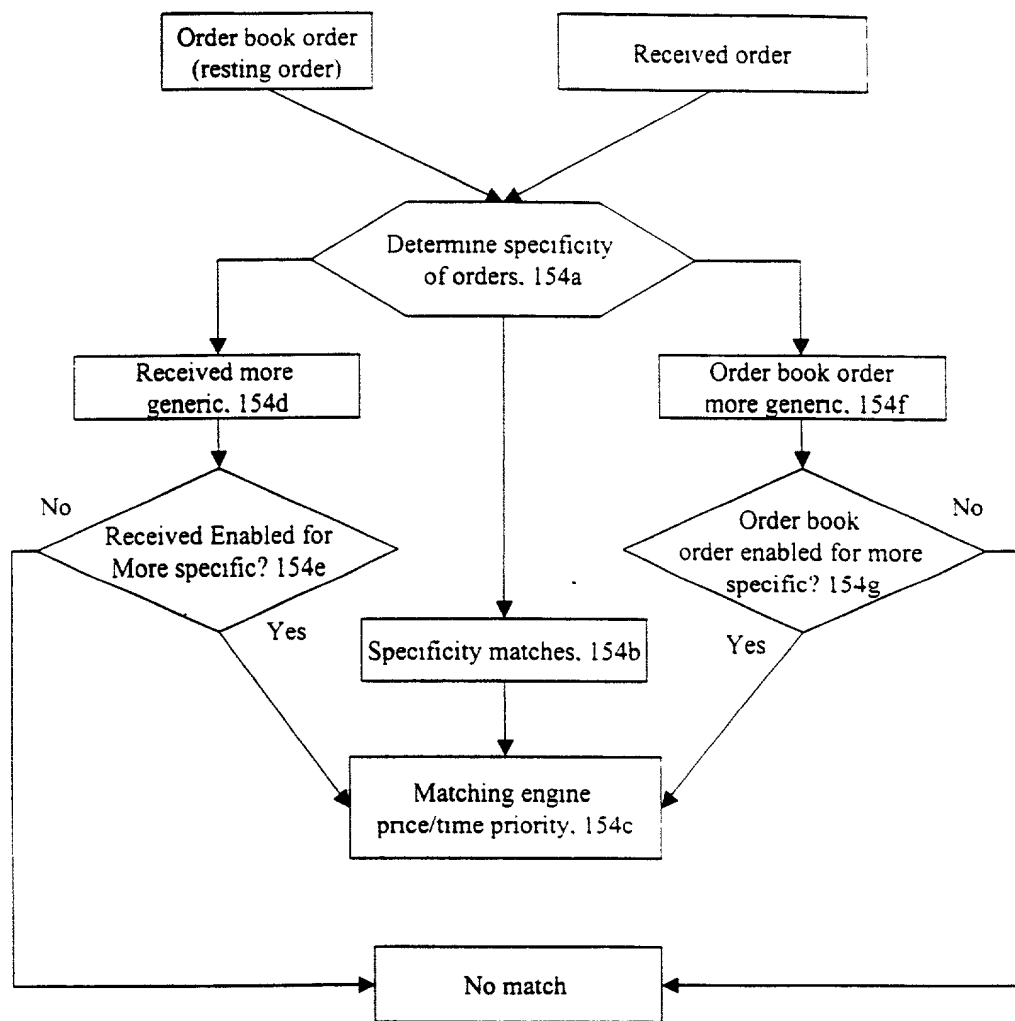 Order book order
(resting order)
Received order
Determine specificity
of orders. 154a
Received more
generic. 154d
Order book order
more generic. 154f
No
Received Enabled for
More specific? 154e
Yes
Order book
order enabled for more
specific? 154g
No
Yes
Specificity matches. 154b
Matching engine
price/time priority. 154c
No match